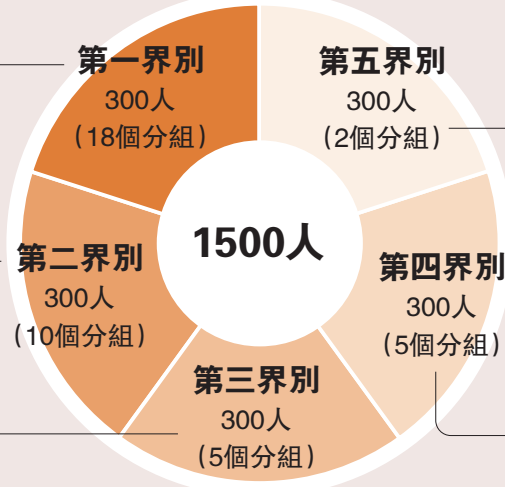 第一界別
300人
(18個分組)
第五界別
300人
(2個分組)
1500人
第二界別
300人
(10個分組)
第四界別
300人
(5個分組)
第三界別
300人
(5個分組)